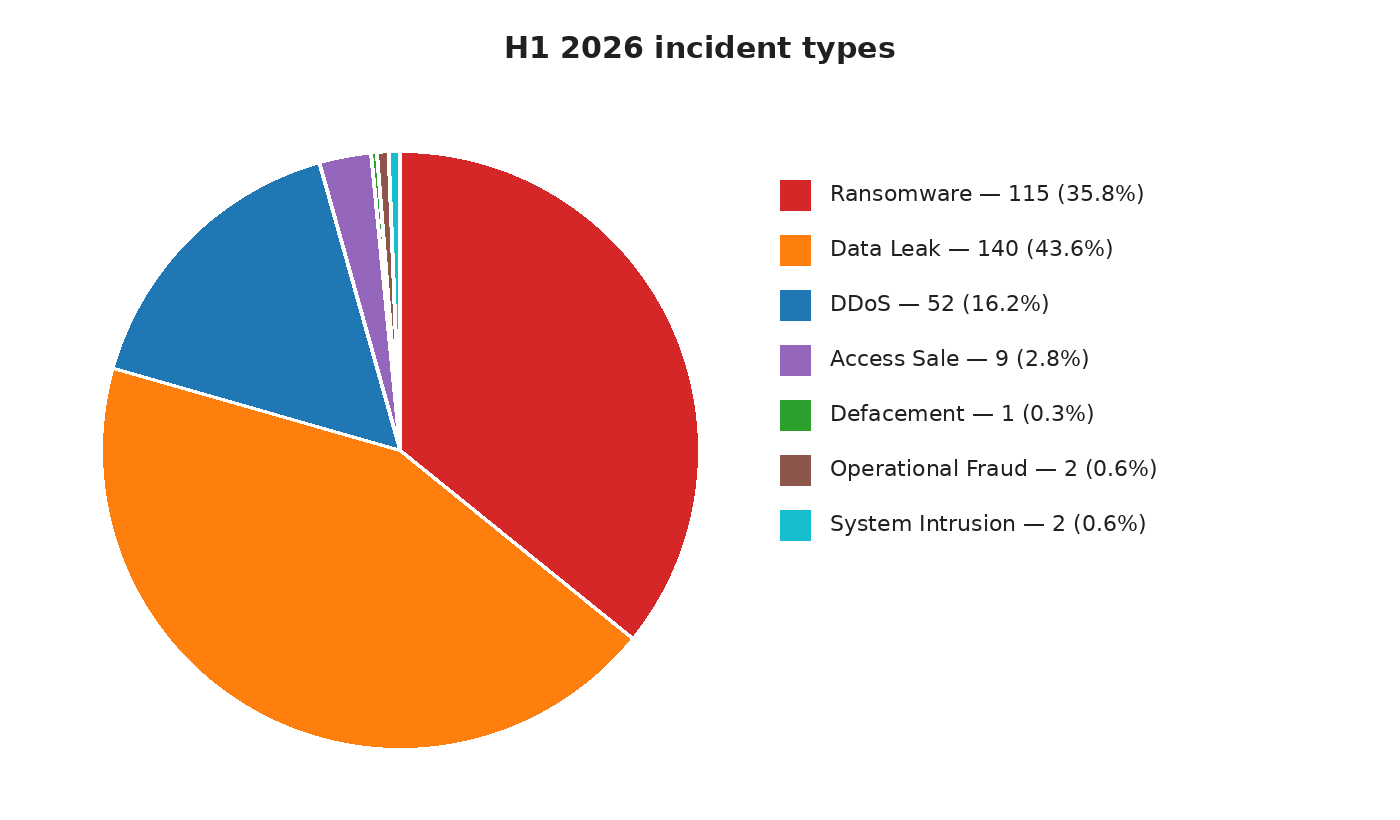 H1 2026 incident types
Ransomware — 115 (35.8%)
Data Leak — 140 (43.6%)
DDoS — 52 (16.2%)
Access Sale — 9 (2.8%)
Defacement — 1 (0.3%)
Operational Fraud — 2 (0.6%)
System Intrusion — 2 (0.6%)